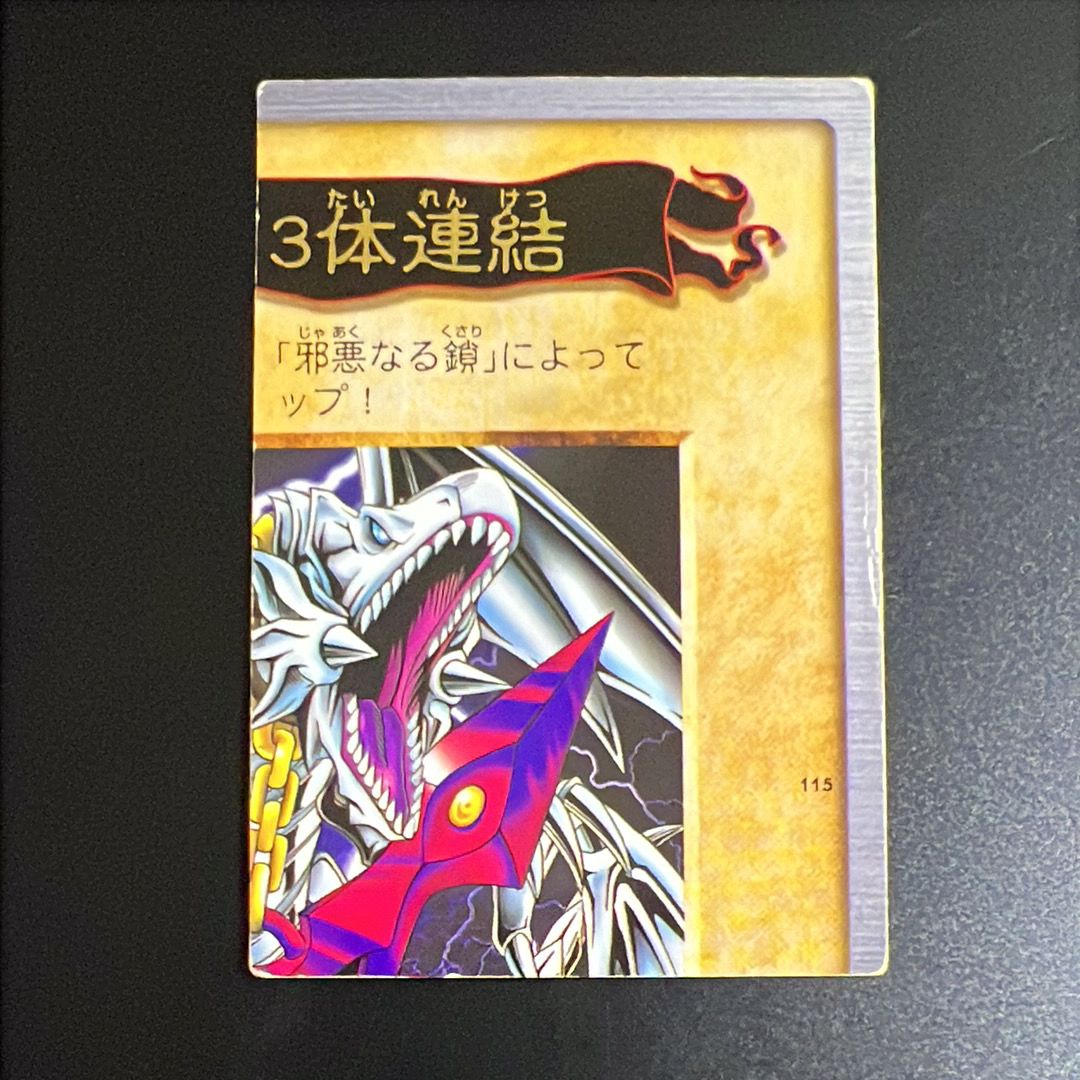 たい れん けつ
3体連結
じゃ あく くさり
「邪悪なる鎖」によって
ップ！
115